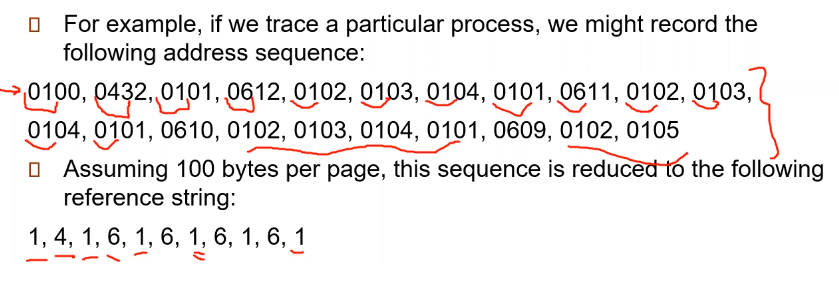 For example, if we trace a particular process, we might record the
following address sequence:
0100, 0432, 0101, 0612, 0102, 0103, 0104, 0101, 0611, 0102, 0103,
0104, 0101, 0610, 0102, 0103, 0104, 0101, 0609, 0102, 0105
Assuming 100 bytes per page, this sequence is reduced to the following
reference string:
1, 4, 1, 6, 1, 6, 1, 6, 1, 6, 1